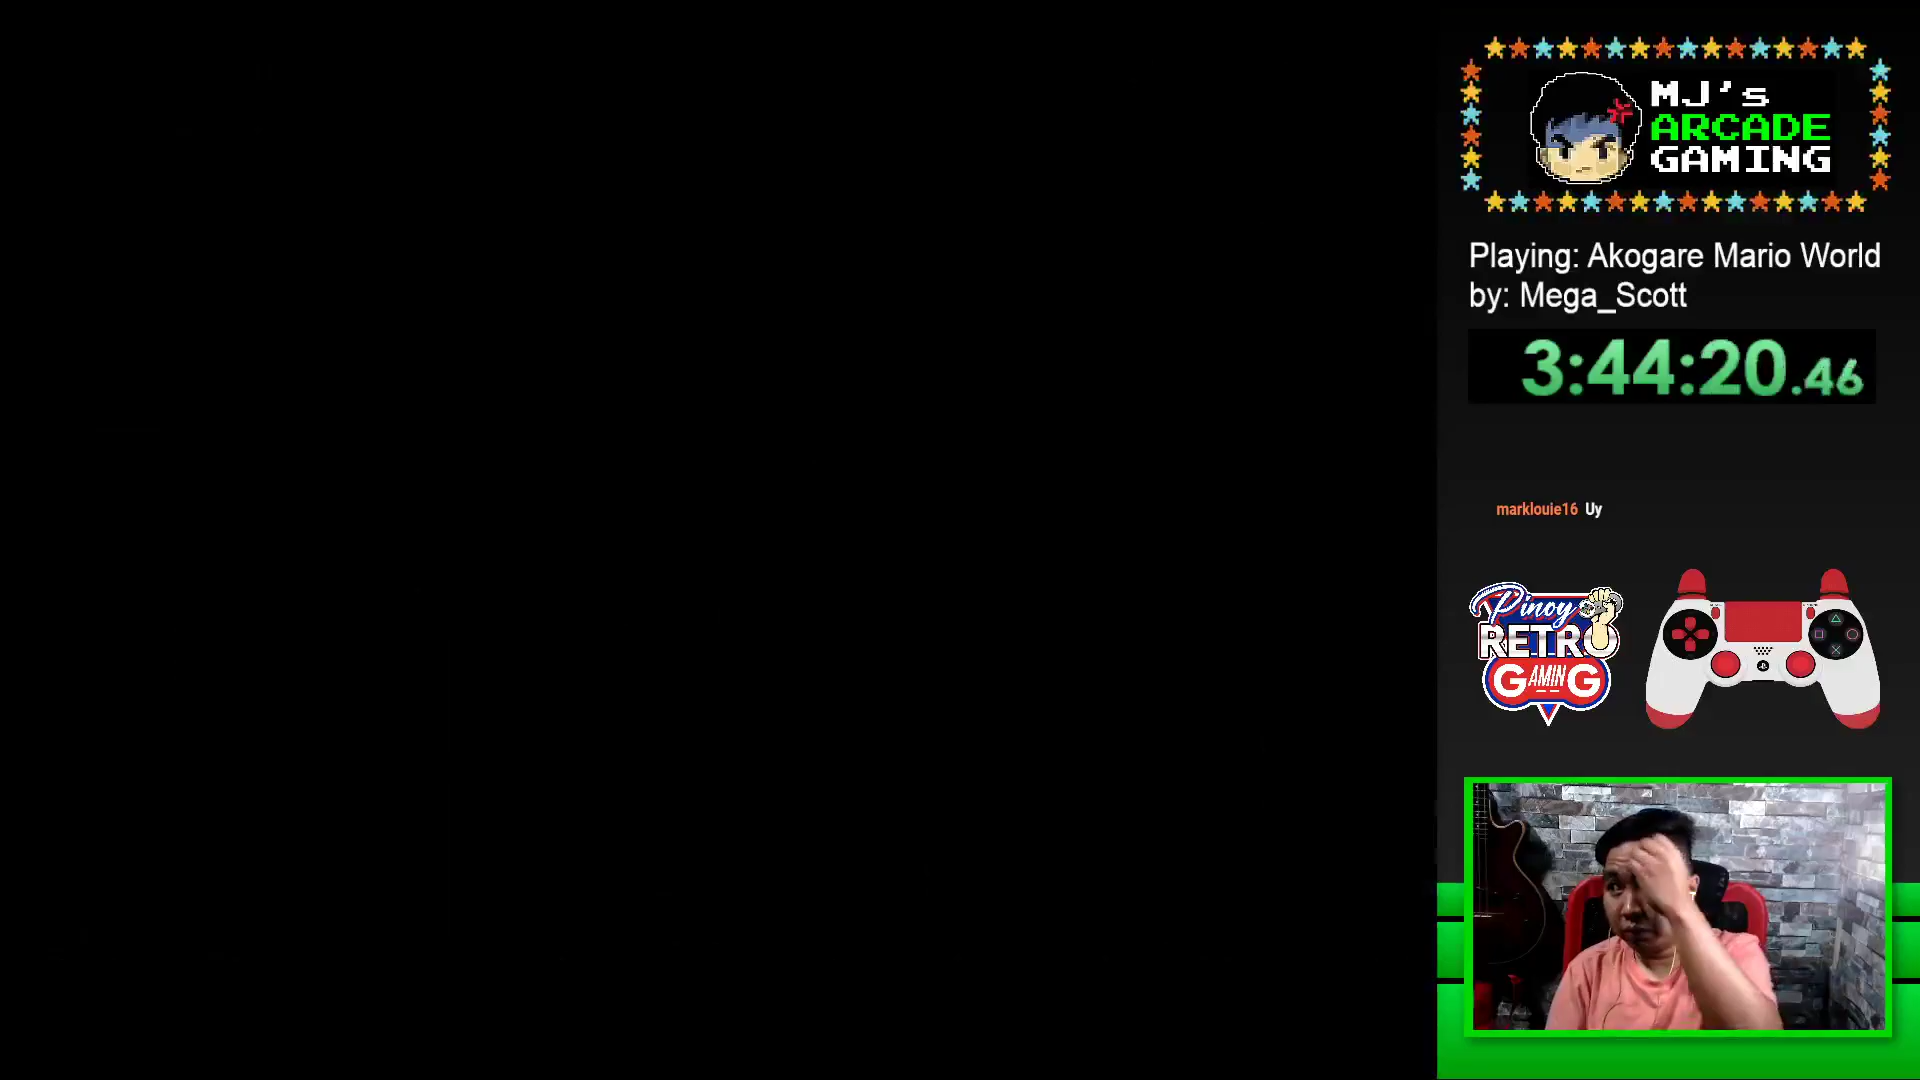 MJ's
ARCADE
GAMING
Playing: Akogare Mario World
by: Mega_Scott
3:44:20.46
marklouie16 Uy
Pinoy
RETRO
GAMING